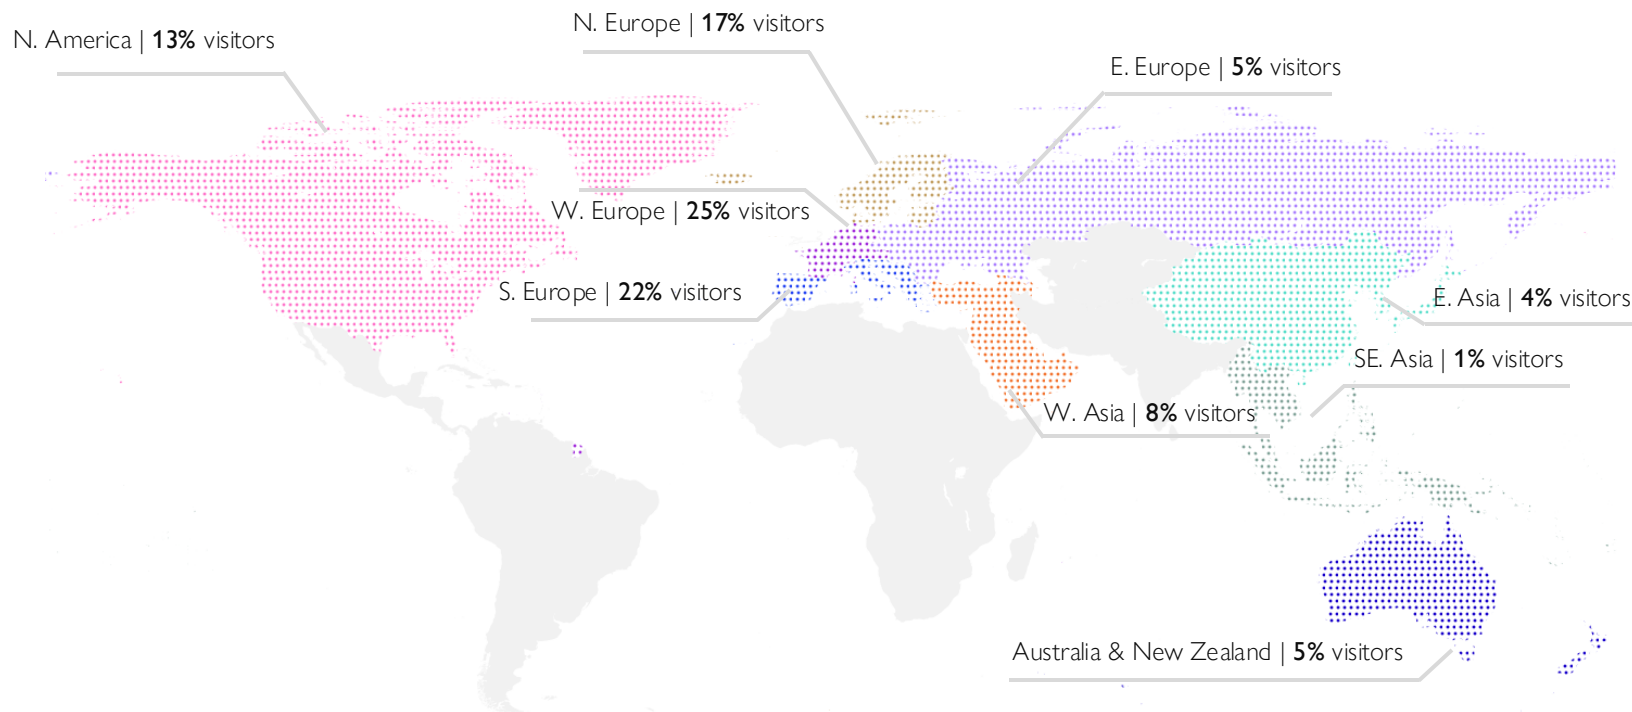 N. Europe | 17% visitors
N. America | 13% visitors
E. Europe | 5% visitors
W. Europe | 25% visitors
S. Europe | 22% visitors
E. Asia | 4% visitors
SE. Asia | 1% visitors
W. Asia | 8% visitors
Australia & New Zealand | 5% visitors